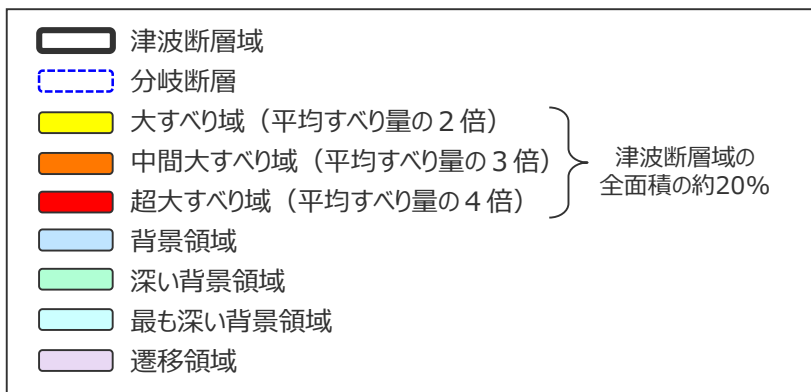 津波断層域
分岐断層
大すべり域（平均すべり量の２倍）
中間大すべり域（平均すべり量の３倍）
超大すべり域（平均すべり量の４倍）
津波断層域の
全面積の約20%
背景領域
深い背景領域
最も深い背景領域
遷移領域